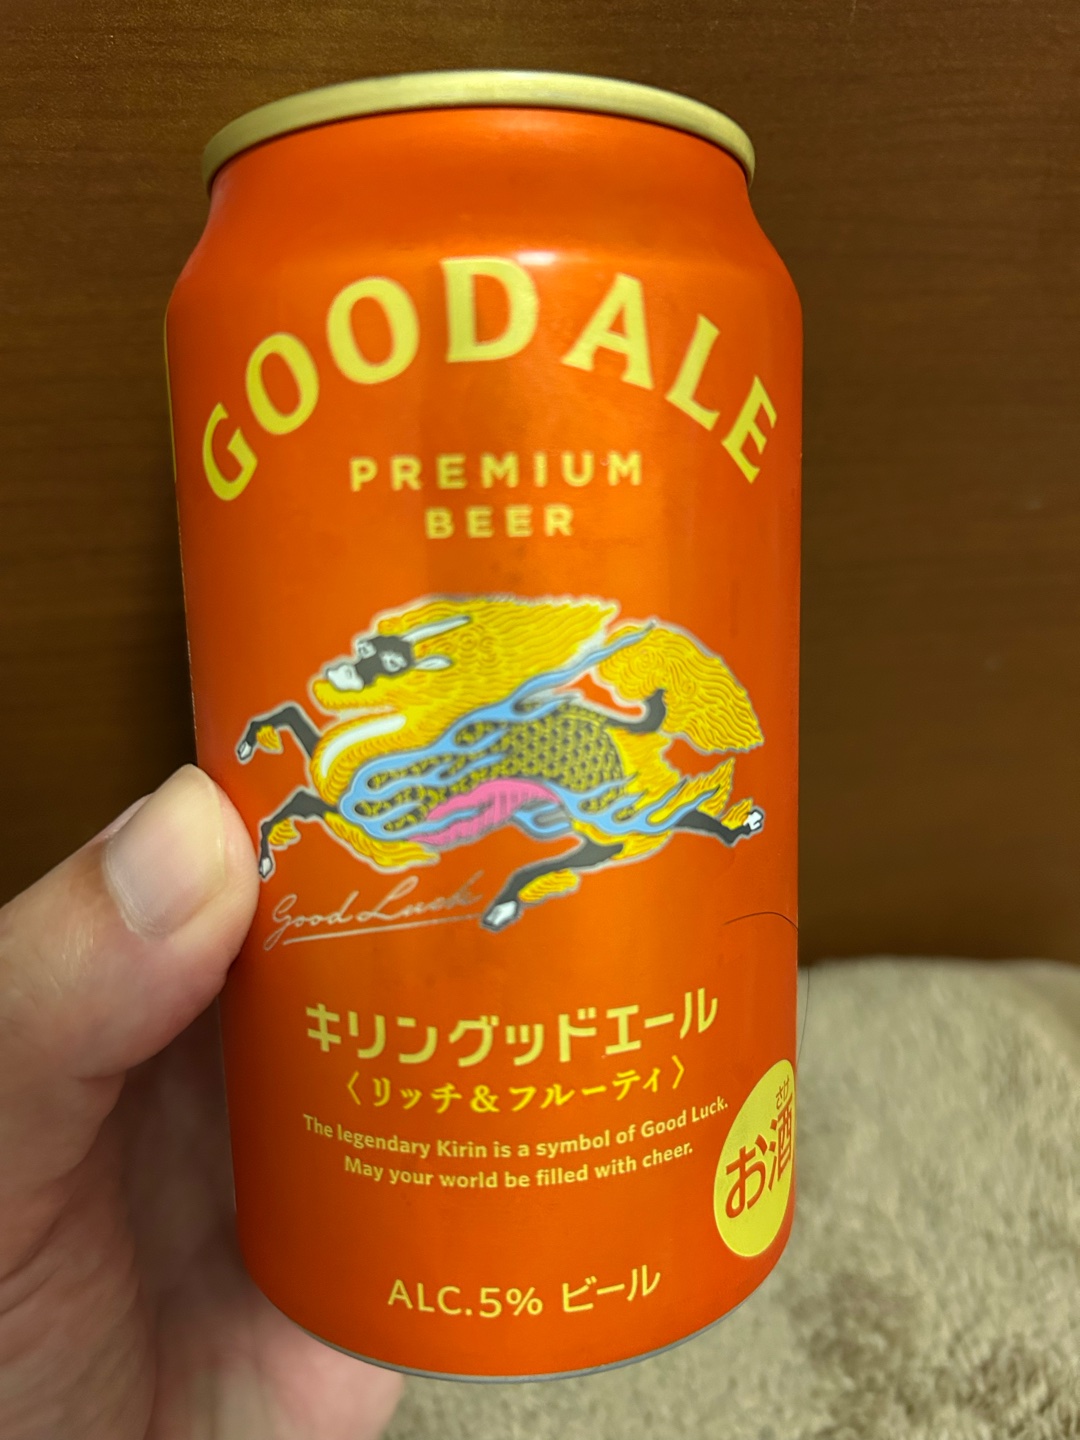 GOOD ALE
PREMIUM
BEER
Good Luck
キリングッドエール
〈リッチ＆フルーティ〉
The legendary Kirin is a symbol of Good Luck.
May your world be filled with cheer.
さけ
お酒
ALC.5% ビール